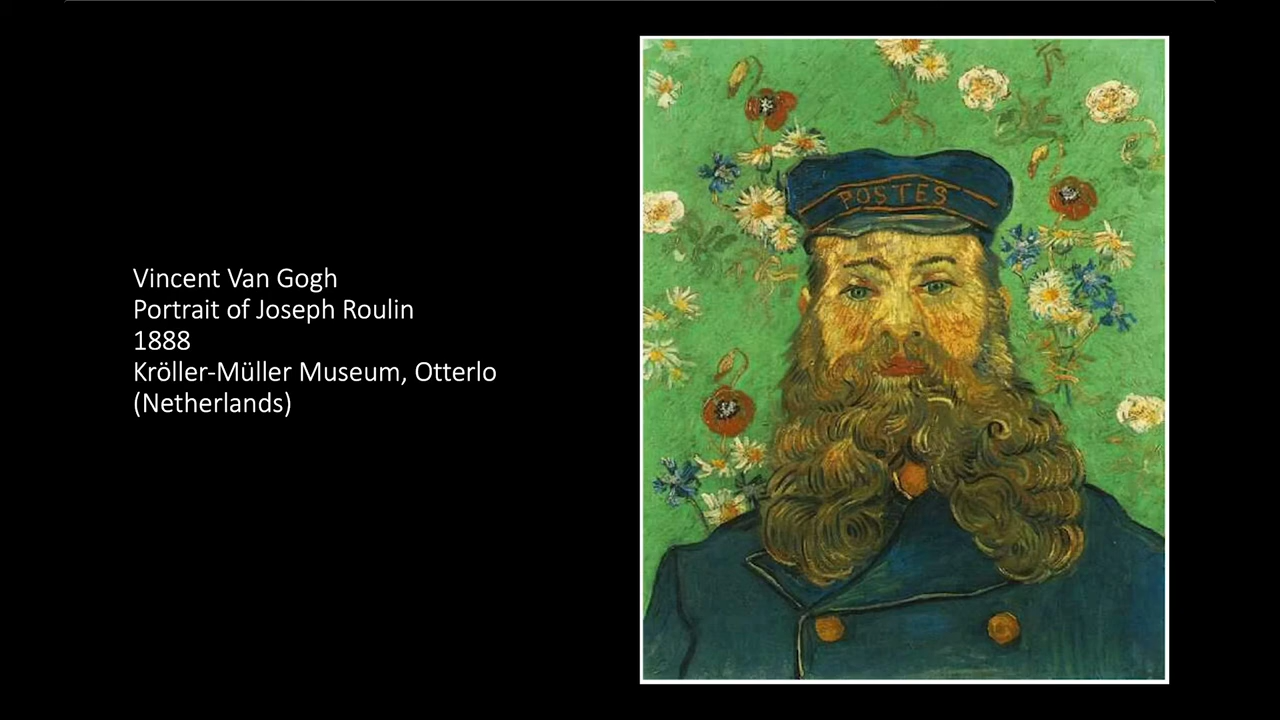 Vincent Van Gogh
Portrait of Joseph Roulin
1888
Kröller-Müller Museum, Otterlo
(Netherlands)
POSTES